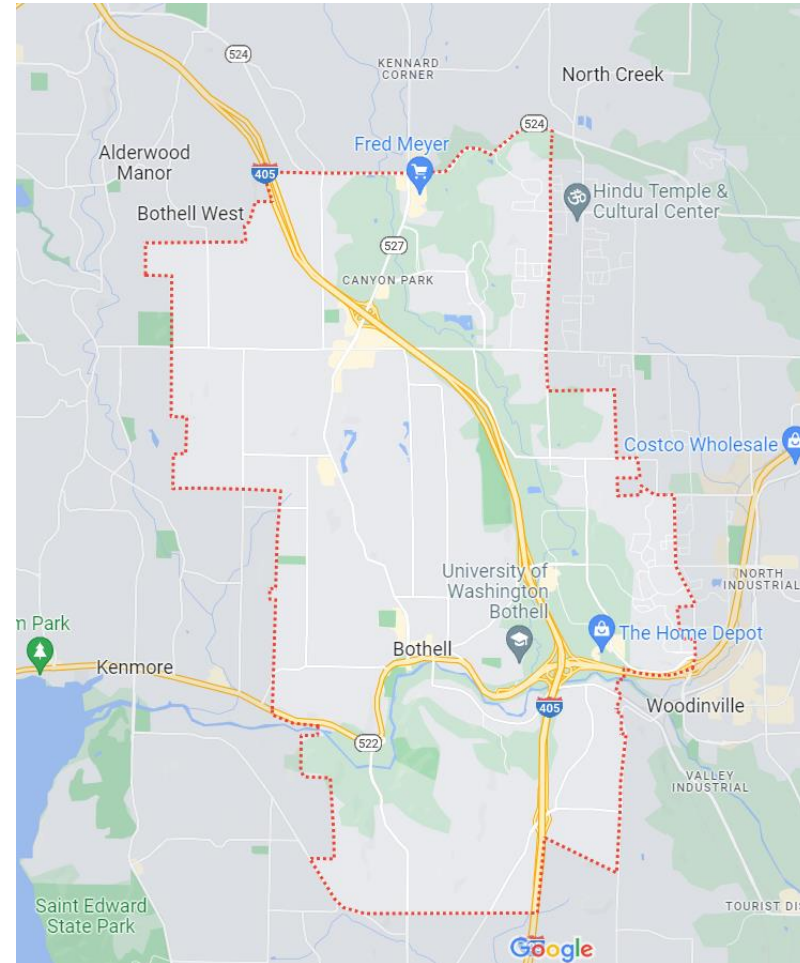 524
KENNARD
CORNER
North Creek
524
Fred Meyer
Alderwood
Manor
405
Hindu Temple &
Cultural Center
Bothell West
527
CANYON PARK
Costco Wholesale
University of
Washington
Bothell
NORTH
INDUSTRIAL
m Park
The Home Depot
Bothell
Kenmore
Woodinville
405
522
VALLEY
INDUSTRIAL
Saint Edward
State Park
TOURIST DI
Google